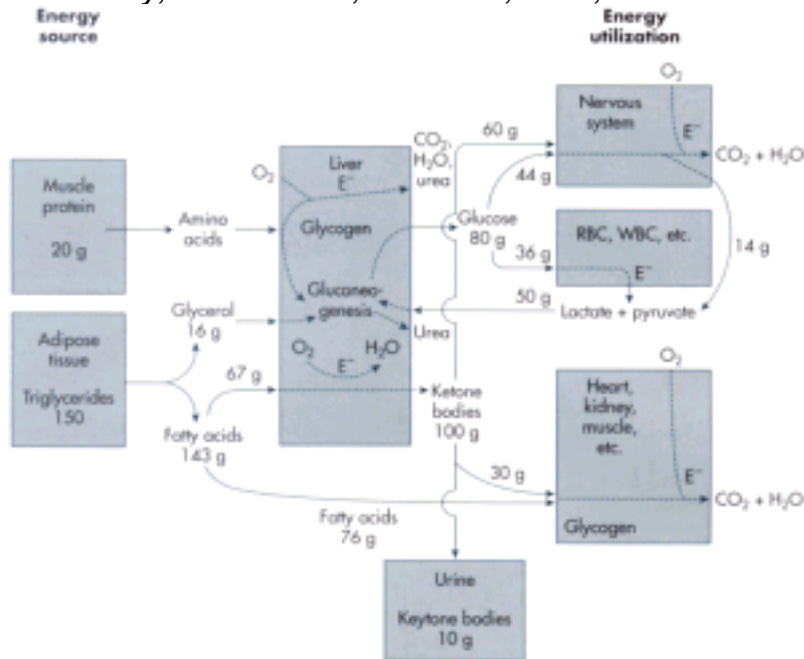 Energy
source
Energy
utilization
Muscle
protein
20 g
Amino
acids
Adipose
tissue
Triglycerides
150
Glycerol
16 g
Fatty acids
143 g
67 g
Fatty acids
76 g
O2
Liver
E–
Glycogen
Gluconeo-
genesis
O2
E–
H2O
CO2,
H2O,
urea
Urea
Glucose
80 g
60 g
44 g
36 g
50 g
Ketone
bodies
100 g
30 g
O2
Nervous
system
E–
CO2 + H2O
RBC, WBC, etc.
E–
14 g
Lactate + pyruvate
O2
Heart,
kidney,
muscle,
etc.
E–
Glycogen
CO2 + H2O
Urine
Keytone bodies
10 g